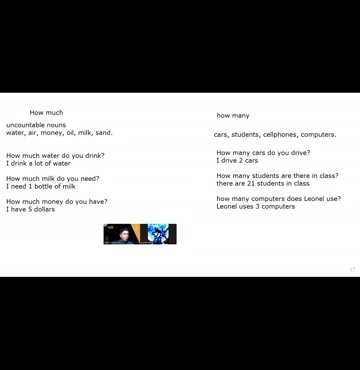 How much
uncountable nouns
water, air, money, oil, milk, sand.
How much water do you drink?
I drink a lot of water
How much milk do you need?
I need 1 bottle of milk
How much money do you have?
I have 5 dollars
how many
cars, students, cellphones, computers.
How many cars do you drive?
I drive 2 cars
How many students are there in class?
there are 21 students in class
how many computers does Leonel use?
Leonel uses 3 computers